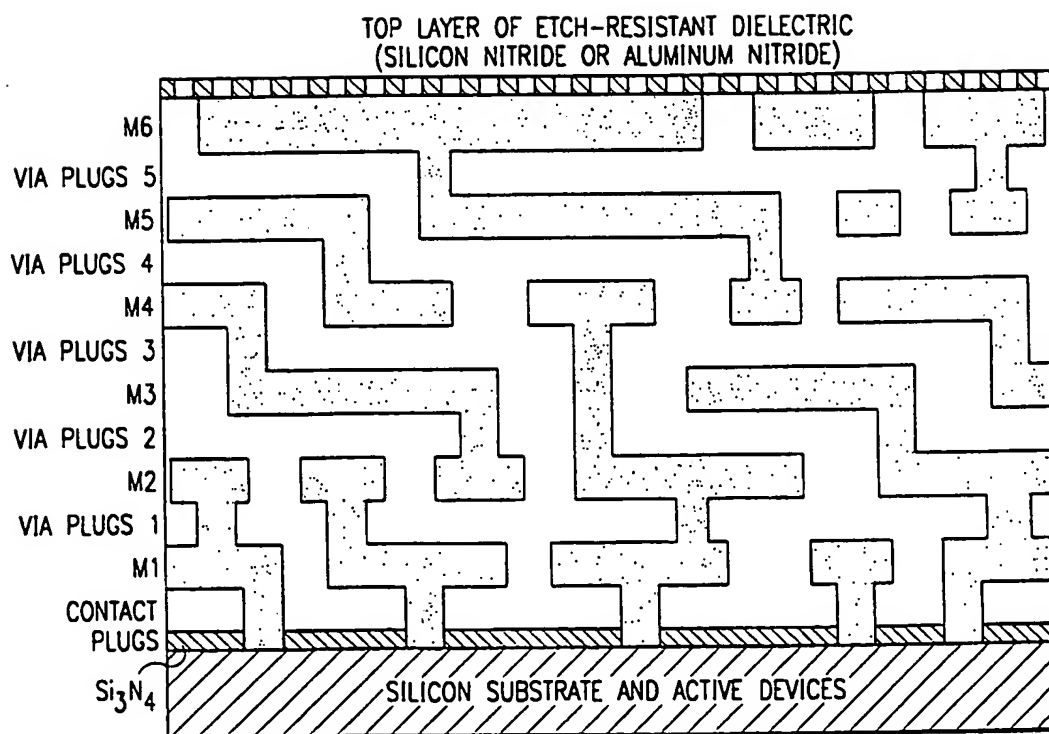 TOP LAYER OF ETCH-RESISTANT DIELECTRIC
(SILICON NITRIDE OR ALUMINUM NITRIDE)
M6
VIA PLUGS 5
M5
VIA PLUGS 4
M4
VIA PLUGS 3
M3
VIA PLUGS 2
M2
VIA PLUGS 1
M1
CONTACT
PLUGS
Si₃N₄
SILICON SUBSTRATE AND ACTIVE DEVICES